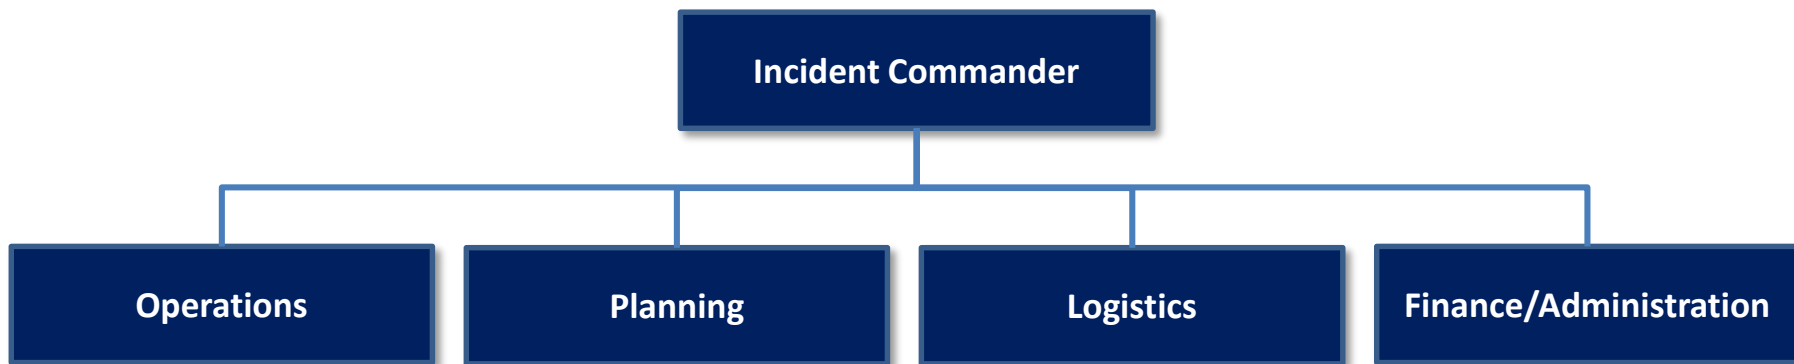 Incident Commander
Operations
Planning
Logistics
Finance/Administration